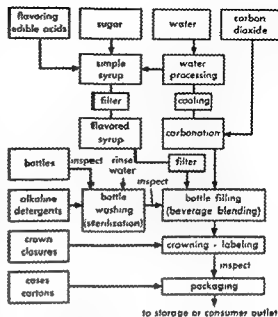 flavoring
edible acids
sugar
water
carbon
dioxide
simple
syrup
water
processing
filter
cooling
flavored
syrup
carbonation
bottles
inspect
rinse
water
filter
inspect
alkaline
detergents
bottle
washing
(sterilization)
bottle filling
(beverage blending)
crown
closures
crowning - labeling
inspect
cases
cartons
packaging
to storage or consumer outlet